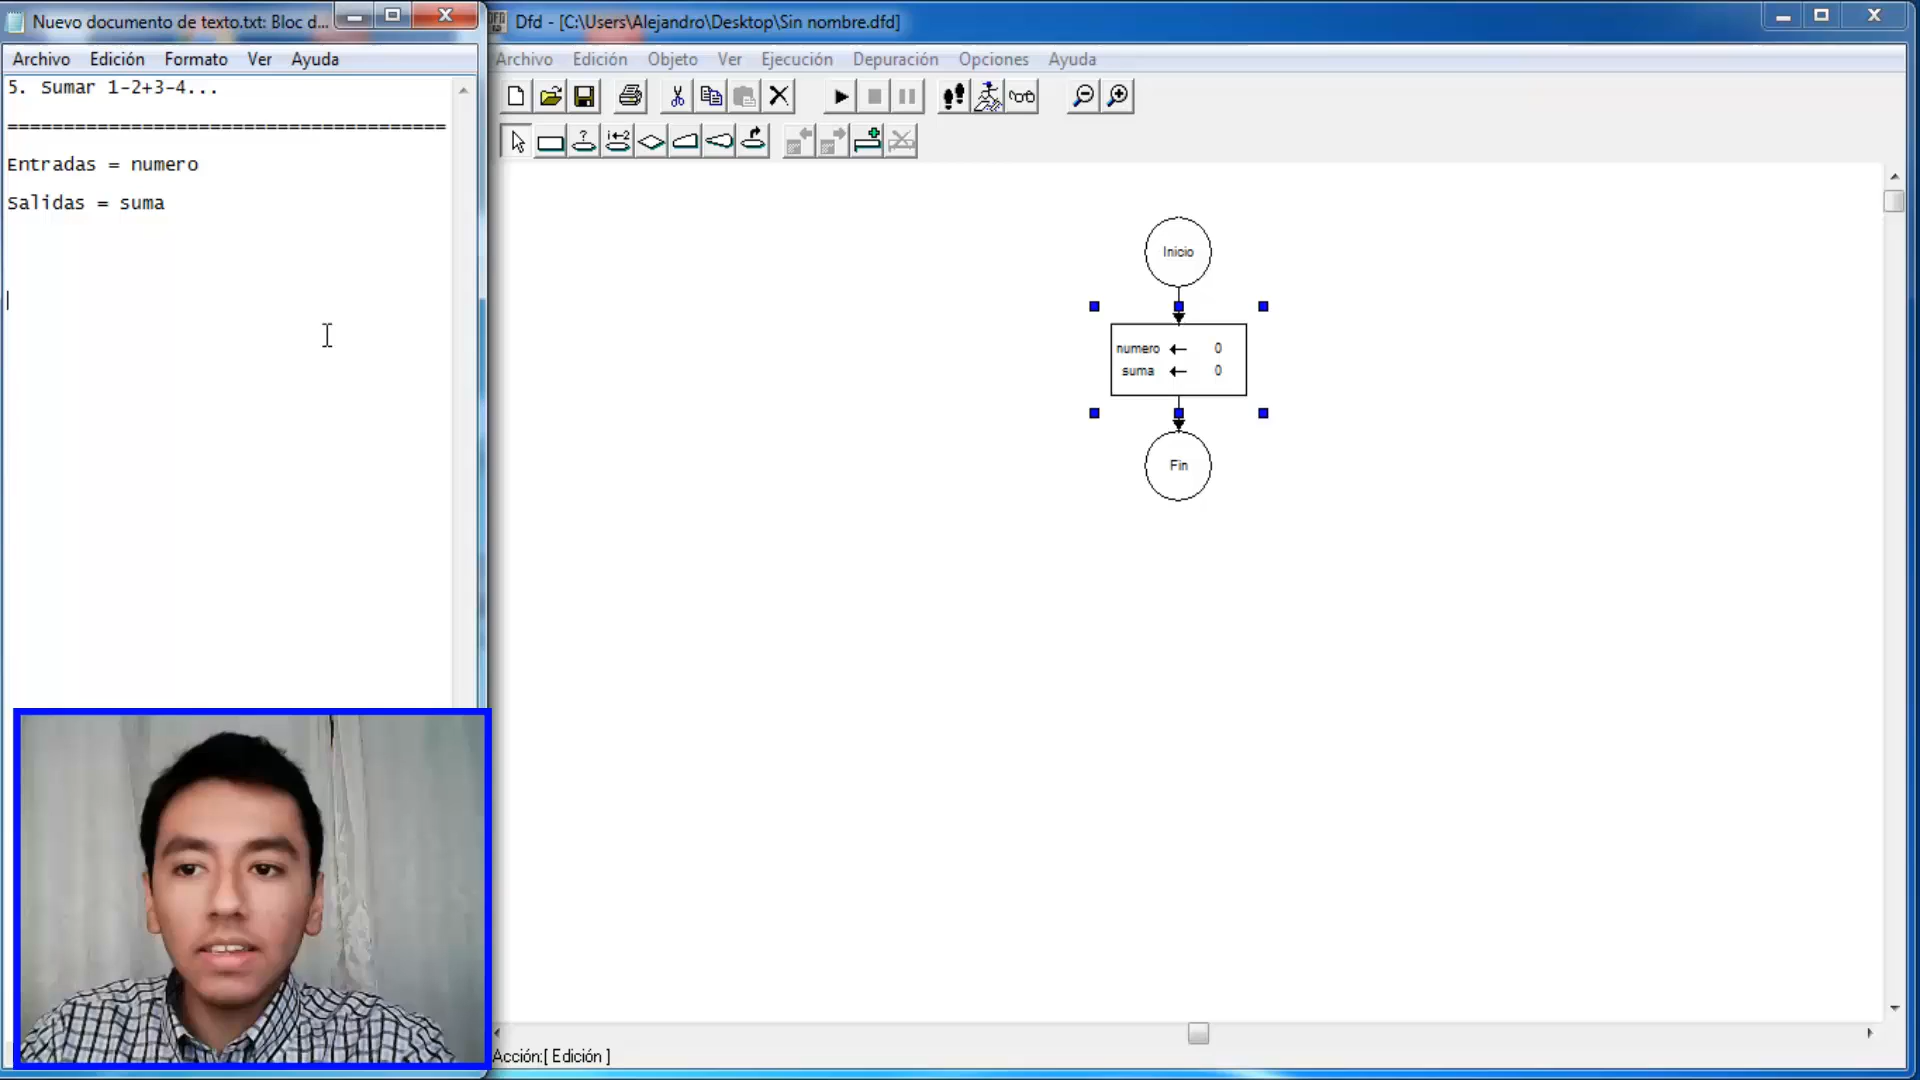 Nuevo documento de texto.txt: Bloc d...
Archivo Edición Formato Ver Ayuda
5. Sumar 1-2+3-4...
=======================================
Entradas = numero
Salidas = suma
Dfd - [C:\Users\Alejandro\Desktop\Sin nombre.dfd]
Archivo Edición Objeto Ver Ejecución Depuración Opciones Ayuda
Inicio
numero ← 0
suma ← 0
Fin
Acción:[ Edición ]